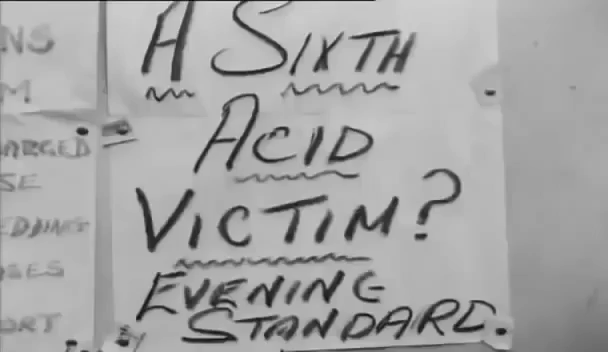 A SIXTH
ACID
VICTIM?
EVENING
STANDARD.